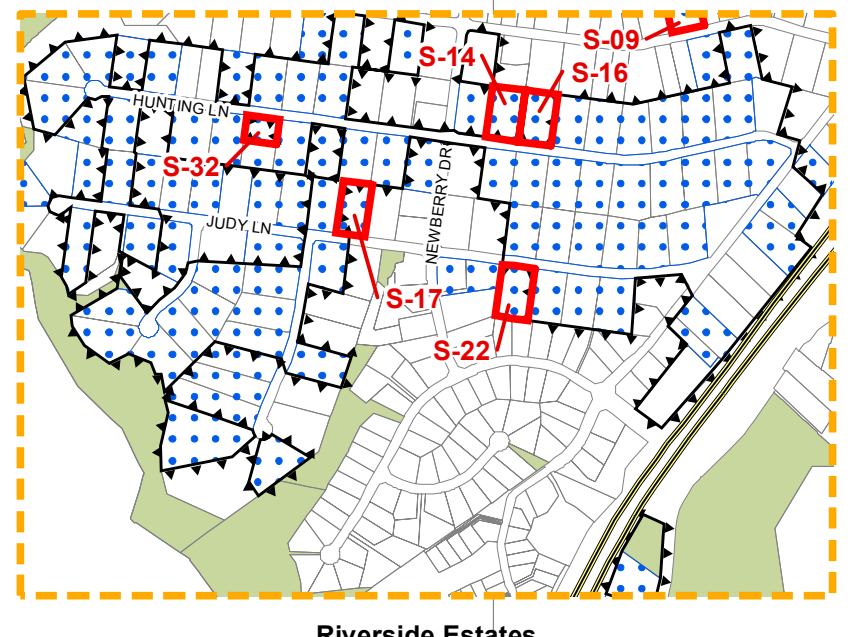 S-09
S-14
S-16
HUNTING LN
S-32
NEWBERRY DR
JUDY LN
S-17
S-22
Riverside Estates